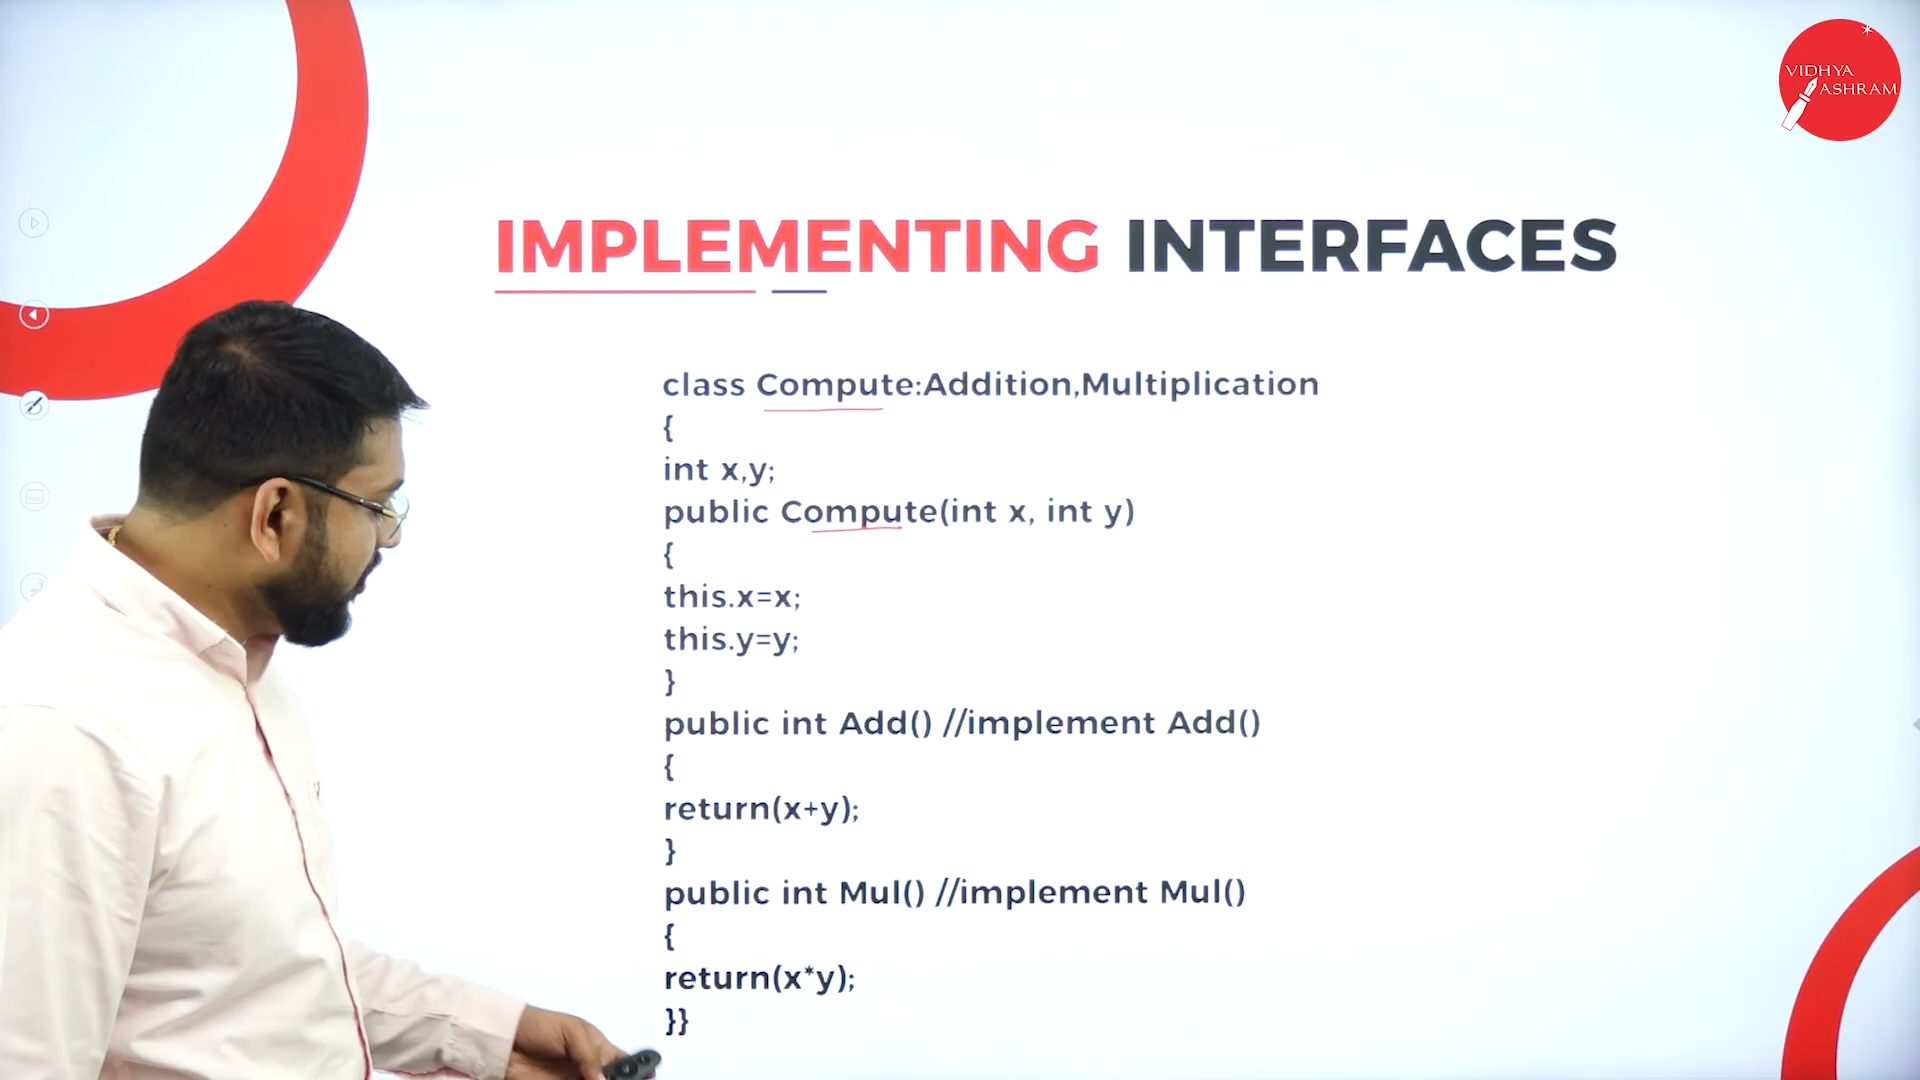 VIDHYA
ASHRAM
IMPLEMENTING INTERFACES
class Compute:Addition,Multiplication
{
int x,y;
public Compute(int x, int y)
{
this.x=x;
this.y=y;
}
public int Add() //implement Add()
{
return(x+y);
}
public int Mul() //implement Mul()
{
return(x*y);
}}